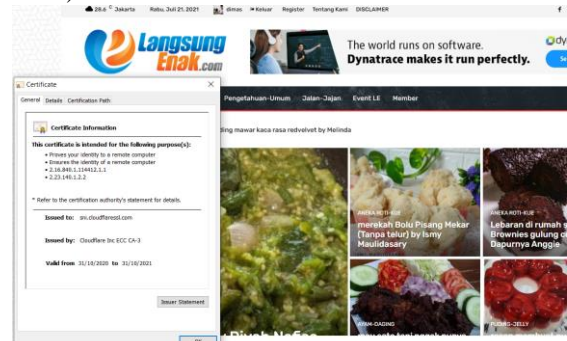 28.6 C Jakarta Rabu, Juli 21, 2021 dimas Keluar Register Tentang Kami DISCLAIMER
Langsung
Enak.com
The world runs on software.
Dynatrace makes it run perfectly.
Certificate
General Details Certification Path
Certificate Information
This certificate is intended for the following purpose(s):
• Proves your identity to a remote computer
• Ensures the identity of a remote computer
• 2.16.840.1.114412.1.1
• 2.23.140.1.2.2
* Refer to the certification authority's statement for details.
Issued to: sni.cloudflaressl.com
Issued by: Cloudflare Inc ECC CA-3
Valid from 31/10/2020 to 31/10/2021
Issuer Statement
OK
Pengetahuan-Umum Jalan-Jajan Event LE Member
ding mawar kaca rasa redvelvet by Melinda
ANEKA ROTI-KUE
merekah Bolu Pisang Mekar
(Tanpa telur) by Ismy
Maulidasary
ANEKA ROTI-KUE
Lebaran di rumah
Brownies gulung
Dapurnya Anggie
AYAM-DAGING
PUDING-JELLY